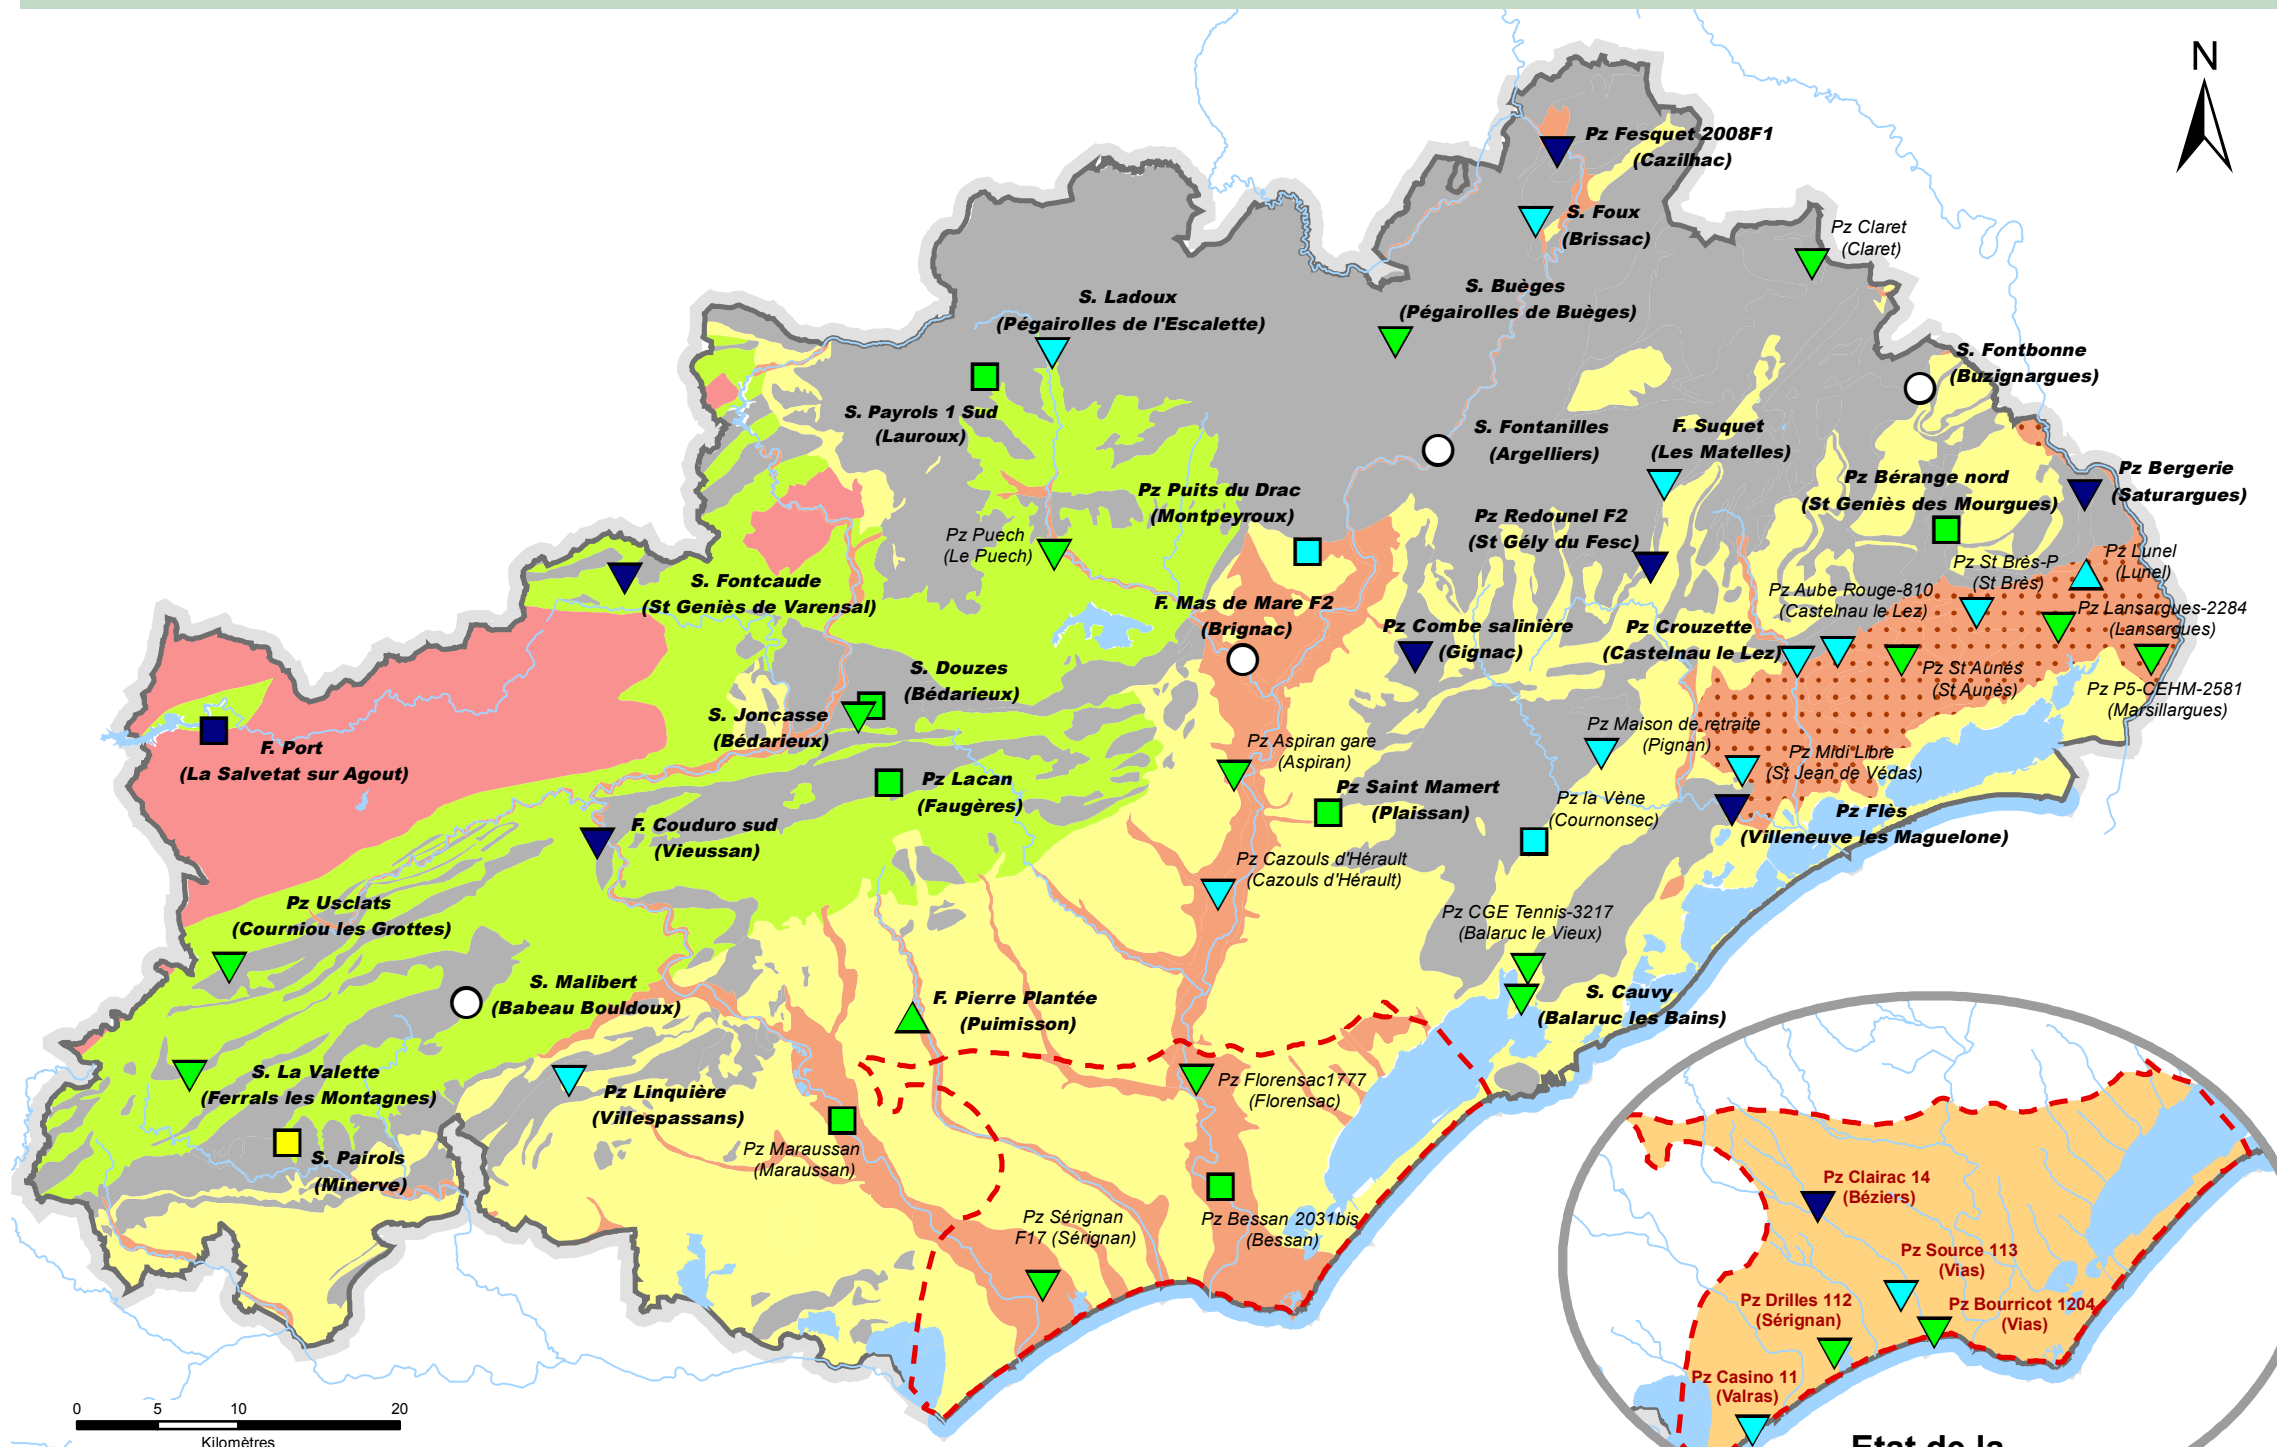 N
Pz Fesquet 2008F1
(Cazilhac)
S. Foux
(Brissac)
Pz Claret
(Claret)
S. Buèges
(Pégairolles de Buèges)
S. Ladoux
(Pégairolles de l'Escalette)
S. Fontbonne
(Buzignargues)
S. Payrols 1 Sud
(Lauroux)
S. Fontanilles
(Argelliers)
F. Suquet
(Les Matelles)
Pz Bérange nord
(St Geniès des Mourgues)
Pz Bergerie
(Saturargues)
Pz Puits du Drac
(Montpeyroux)
Pz Redounel F2
(St Gély du Fesc)
Pz Puech
(Le Puech)
Pz St Brès-P
(St Brès)
Pz Lunel
(Lunel)
S. Fontcaude
(St Geniès de Varensal)
Pz Aube Rouge-810
(Castelnau le Lez)
F. Mas de Mare F2
(Brignac)
Pz Lansargues-2284
(Lansargues)
Pz Combe salinière
(Gignac)
Pz Crouzette
(Castelnau le Lez)
S. Douzes
(Bédarieux)
Pz St Aunés
(St Aunès)
Pz P5-CEHM-2581
(Marsillargues)
S. Joncasse
(Bédarieux)
Pz Maison de retraite
(Pignan)
F. Port
(La Salvetat sur Agout)
Pz Aspiran gare
(Aspiran)
Pz Midi Libre
(St Jean de Védas)
Pz Lacan
(Faugères)
Pz Saint Mamert
(Plaissan)
Pz la Vène
(Cournonsec)
Pz Flès
(Villeneuve les Maguelone)
F. Couduro sud
(Vieussan)
Pz Cazouls d'Hérault
(Cazouls d'Hérault)
Pz Usclats
(Courniou les Grottes)
Pz CGE Tennis-3217
(Balaruc le Vieux)
S. Malibert
(Babeau Bouldoux)
F. Pierre Plantée
(Puimisson)
S. Cauvy
(Balaruc les Bains)
S. La Valette
(Ferrals les Montagnes)
Pz Linquière
(Villespassans)
Pz Florensac1777
(Florensac)
Pz Maraussan
(Maraussan)
S. Pairols
(Minerve)
Pz Clairac 14
(Béziers)
Pz Sérignan
F17 (Sérignan)
Pz Bessan 2031bis
(Bessan)
Pz Source 113
(Vias)
Pz Drilles 112
(Sérignan)
Pz Bourricot 1204
(Vias)
Pz Casino 11
(Valras)
0 5 10 20
Kilomètres
Etat de la